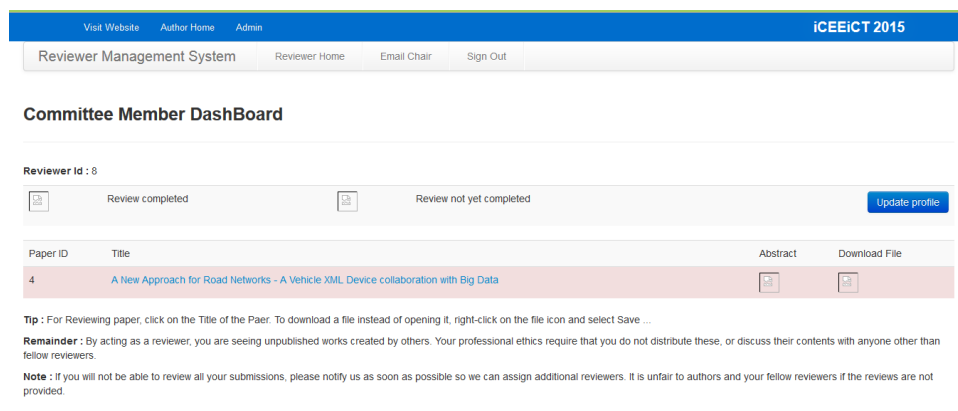 Visit Website Author Home Admin iCEEiCT 2015
Reviewer Management System Reviewer Home Email Chair Sign Out
Committee Member DashBoard
Reviewer Id : 8
Review completed Review not yet completed Update profile
Paper ID Title Abstract Download File
4 A New Approach for Road Networks - A Vehicle XML Device collaboration with Big Data
Tip : For Reviewing paper, click on the Title of the Paer. To download a file instead of opening it, right-click on the file icon and select Save ...
Remainder : By acting as a reviewer, you are seeing unpublished works created by others. Your professional ethics require that you do not distribute these, or discuss their contents with anyone other than
fellow reviewers.
Note : If you will not be able to review all your submissions, please notify us as soon as possible so we can assign additional reviewers. It is unfair to authors and your fellow reviewers if the reviews are not
provided.